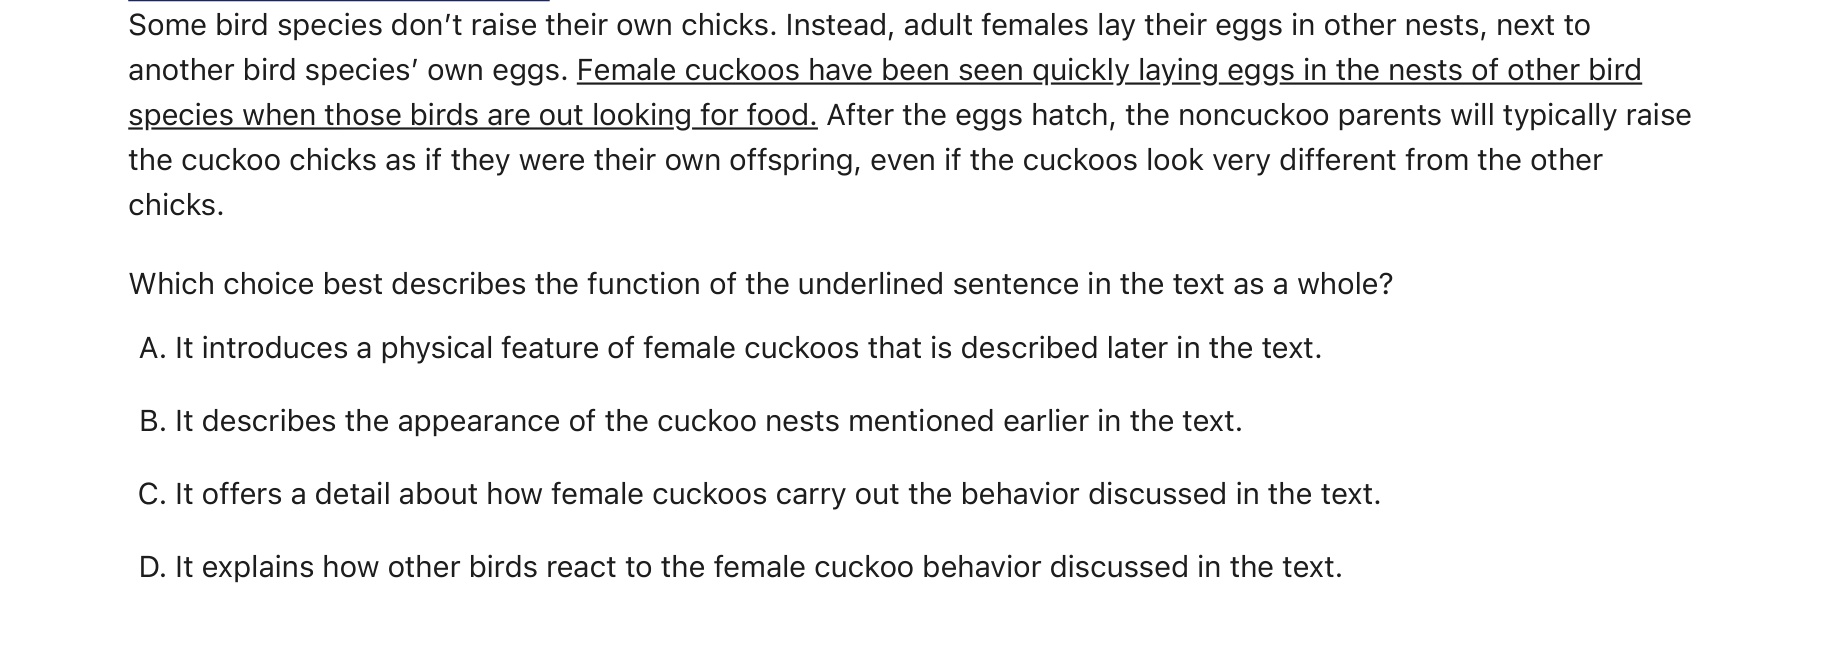 Some bird species don’t raise their own chicks. Instead, adult females lay their eggs in other nests, next to
another bird species’ own eggs. Female cuckoos have been seen quickly laying eggs in the nests of other bird
species when those birds are out looking for food. After the eggs hatch, the noncuckoo parents will typically raise
the cuckoo chicks as if they were their own offspring, even if the cuckoos look very different from the other
chicks.
Which choice best describes the function of the underlined sentence in the text as a whole?
A. It introduces a physical feature of female cuckoos that is described later in the text.
B. It describes the appearance of the cuckoo nests mentioned earlier in the text.
C. It offers a detail about how female cuckoos carry out the behavior discussed in the text.
D. It explains how other birds react to the female cuckoo behavior discussed in the text.